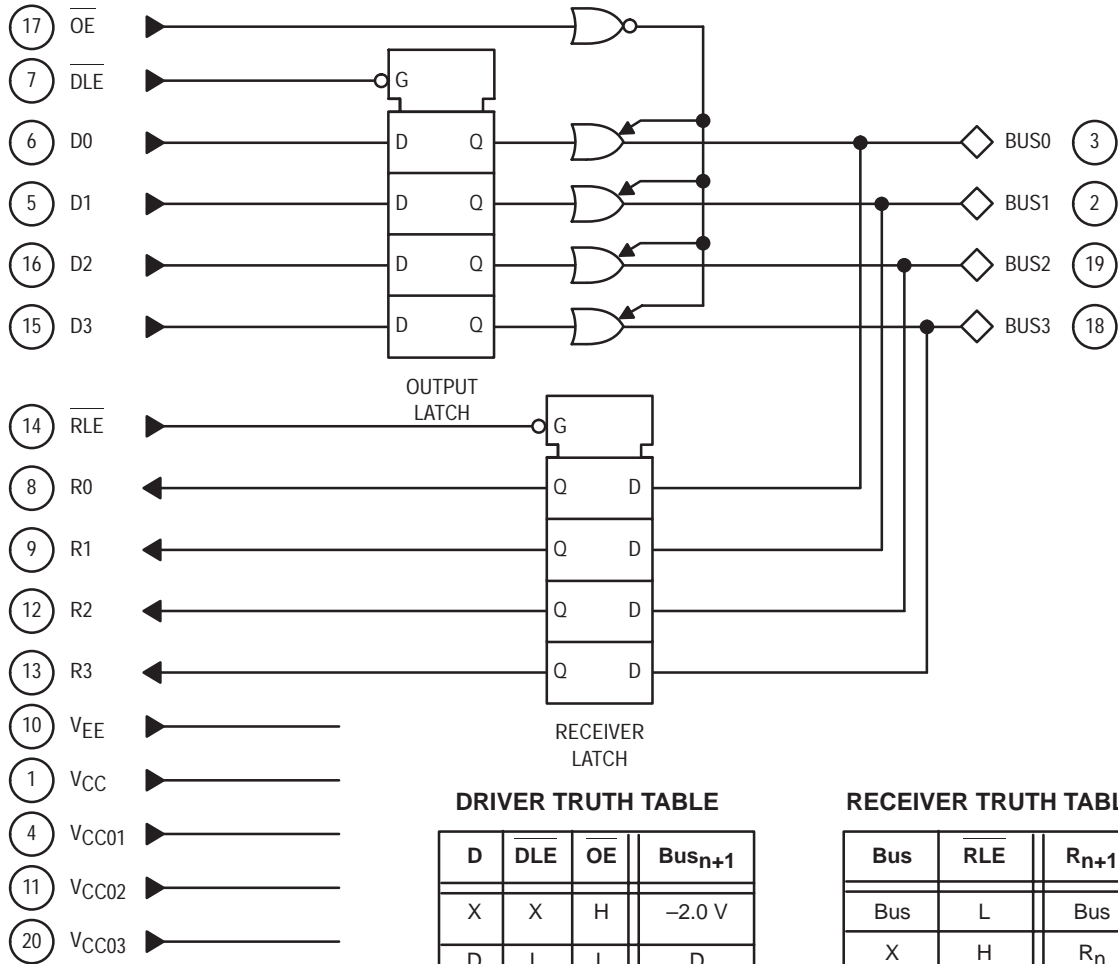 17 OE
7 DLE
G
6 D0 D Q BUS0 3
5 D1 D Q BUS1 2
16 D2 D Q BUS2 19
15 D3 D Q BUS3 18
OUTPUT
LATCH
14 RLE G
8 R0 Q D
9 R1 Q D
12 R2 Q D
13 R3 Q D
10 VEE
RECEIVER
LATCH
1 VCC
4 VCC01
11 VCC02
20 VCC03
DRIVER TRUTH TABLE
D DLE OE Busn+1
X X H –2.0 V
D L L D
RECEIVER TRUTH TABL
Bus RLE Rn+1
Bus L Bus
X H Rn